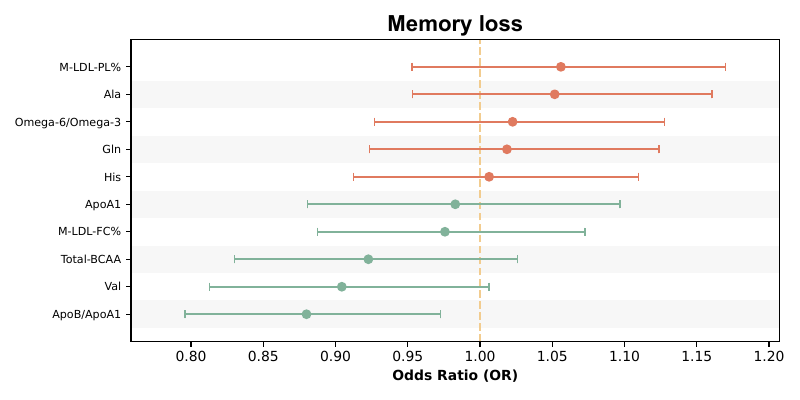 Memory loss
M-LDL-PL%
Ala
Omega-6/Omega-3
Gln
His
ApoA1
M-LDL-FC%
Total-BCAA
Val
ApoB/ApoA1
0.80 0.85 0.90 0.95 1.00 1.05 1.10 1.15 1.20
Odds Ratio (OR)